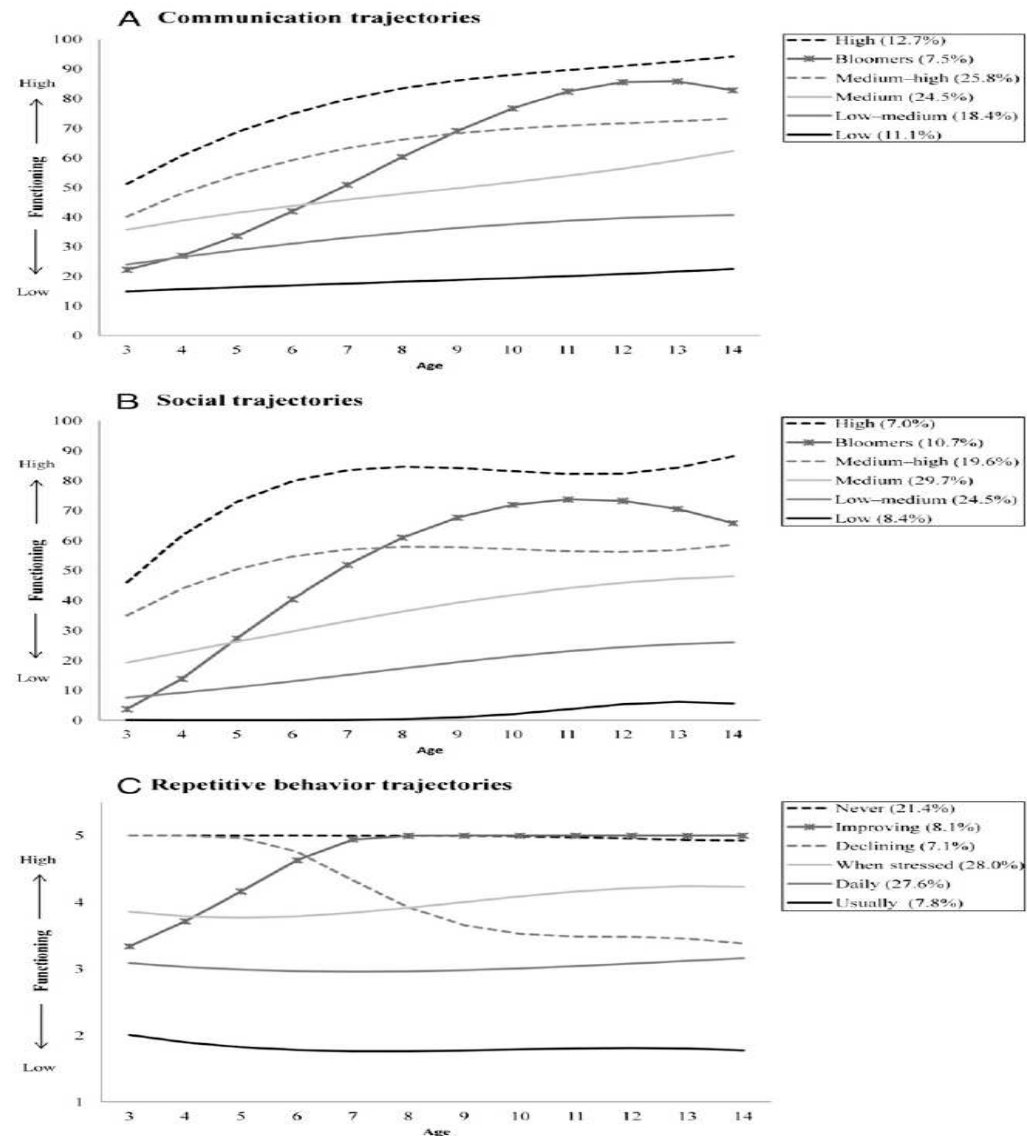 A Communication trajectories
100
90
80
70
60
50
40
30
20
10
0
High
Functioning
Low
3 4 5 6 7 8 9 10 11 12 13 14
Age
High (12.7%)
Bloomers (7.5%)
Medium–high (25.8%)
Medium (24.5%)
Low–medium (18.4%)
Low (11.1%)
B Social trajectories
100
90
80
70
60
50
40
30
20
10
0
High
Functioning
Low
3 4 5 6 7 8 9 10 11 12 13 14
Age
High (7.0%)
Bloomers (10.7%)
Medium–high (19.6%)
Medium (29.7%)
Low–medium (24.5%)
Low (8.4%)
C Repetitive behavior trajectories
5
4
3
2
1
High
Functioning
Low
3 4 5 6 7 8 9 10 11 12 13 14
Age
Never (21.4%)
Improving (8.1%)
Declining (7.1%)
When stressed (28.0%)
Daily (27.6%)
Usually (7.8%)